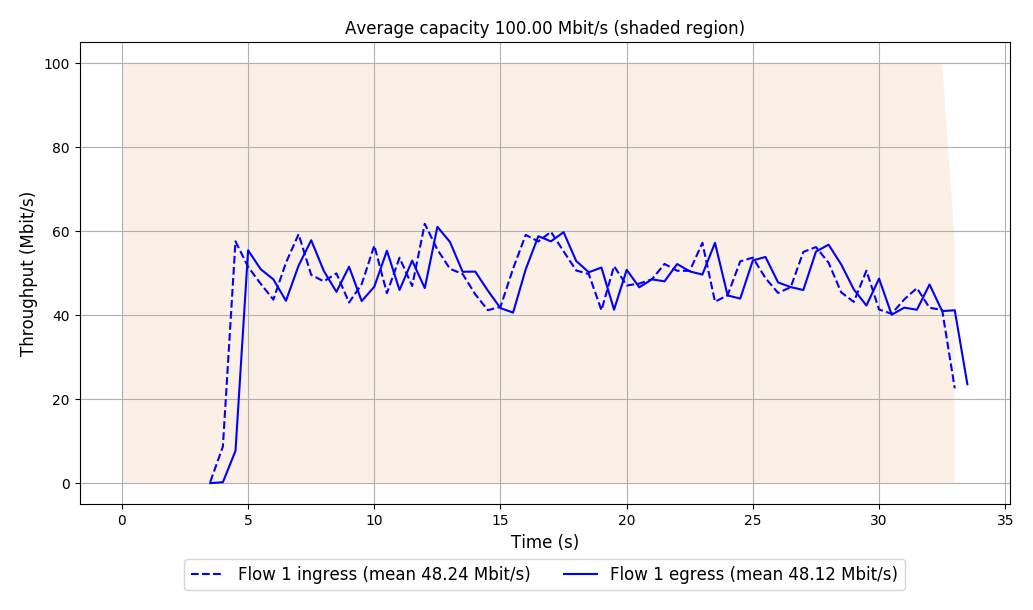 Average capacity 100.00 Mbit/s (shaded region)
100
80
60
40
20
0
Throughput (Mbit/s)
0 5 10 15 20 25 30 35
Time (s)
Flow 1 ingress (mean 48.24 Mbit/s) Flow 1 egress (mean 48.12 Mbit/s)